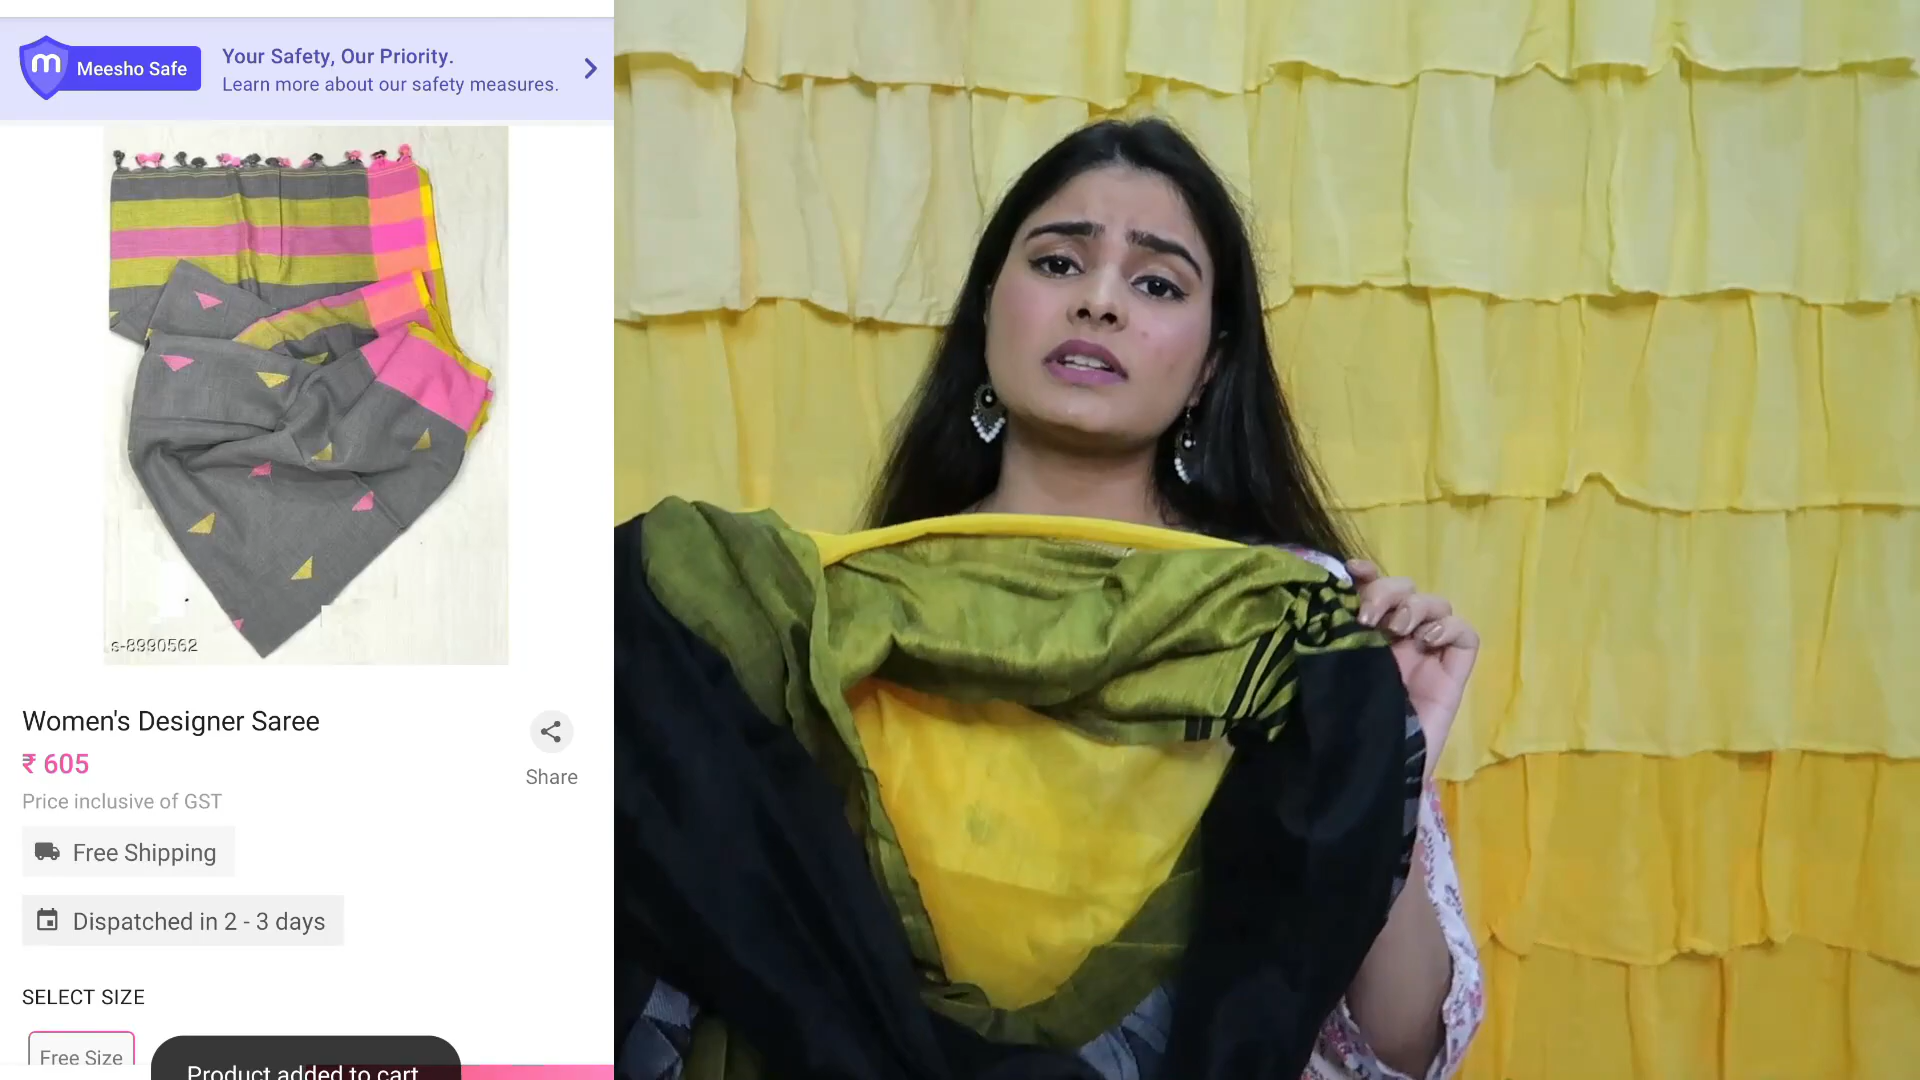 m
Meesho Safe
Your Safety, Our Priority.
Learn more about our safety measures.
s-8990562
Women's Designer Saree
₹ 605
Price inclusive of GST
Share
Free Shipping
Dispatched in 2 - 3 days
SELECT SIZE
Free Size
Product added to cart